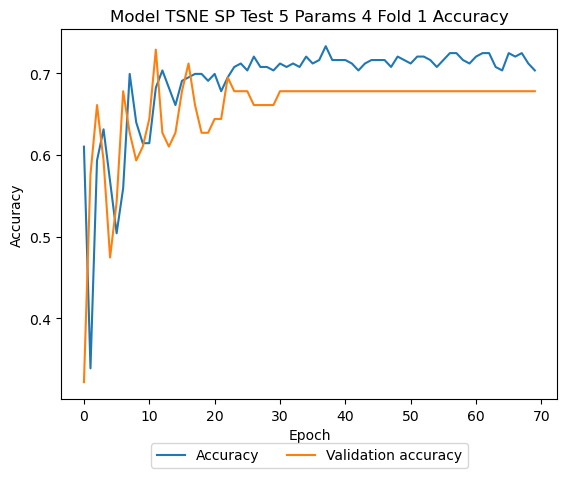 Model TSNE SP Test 5 Params 4 Fold 1 Accuracy
Accuracy
0.7
0.6
0.5
0.4
0 10 20 30 40 50 60 70
Epoch
Accuracy Validation accuracy